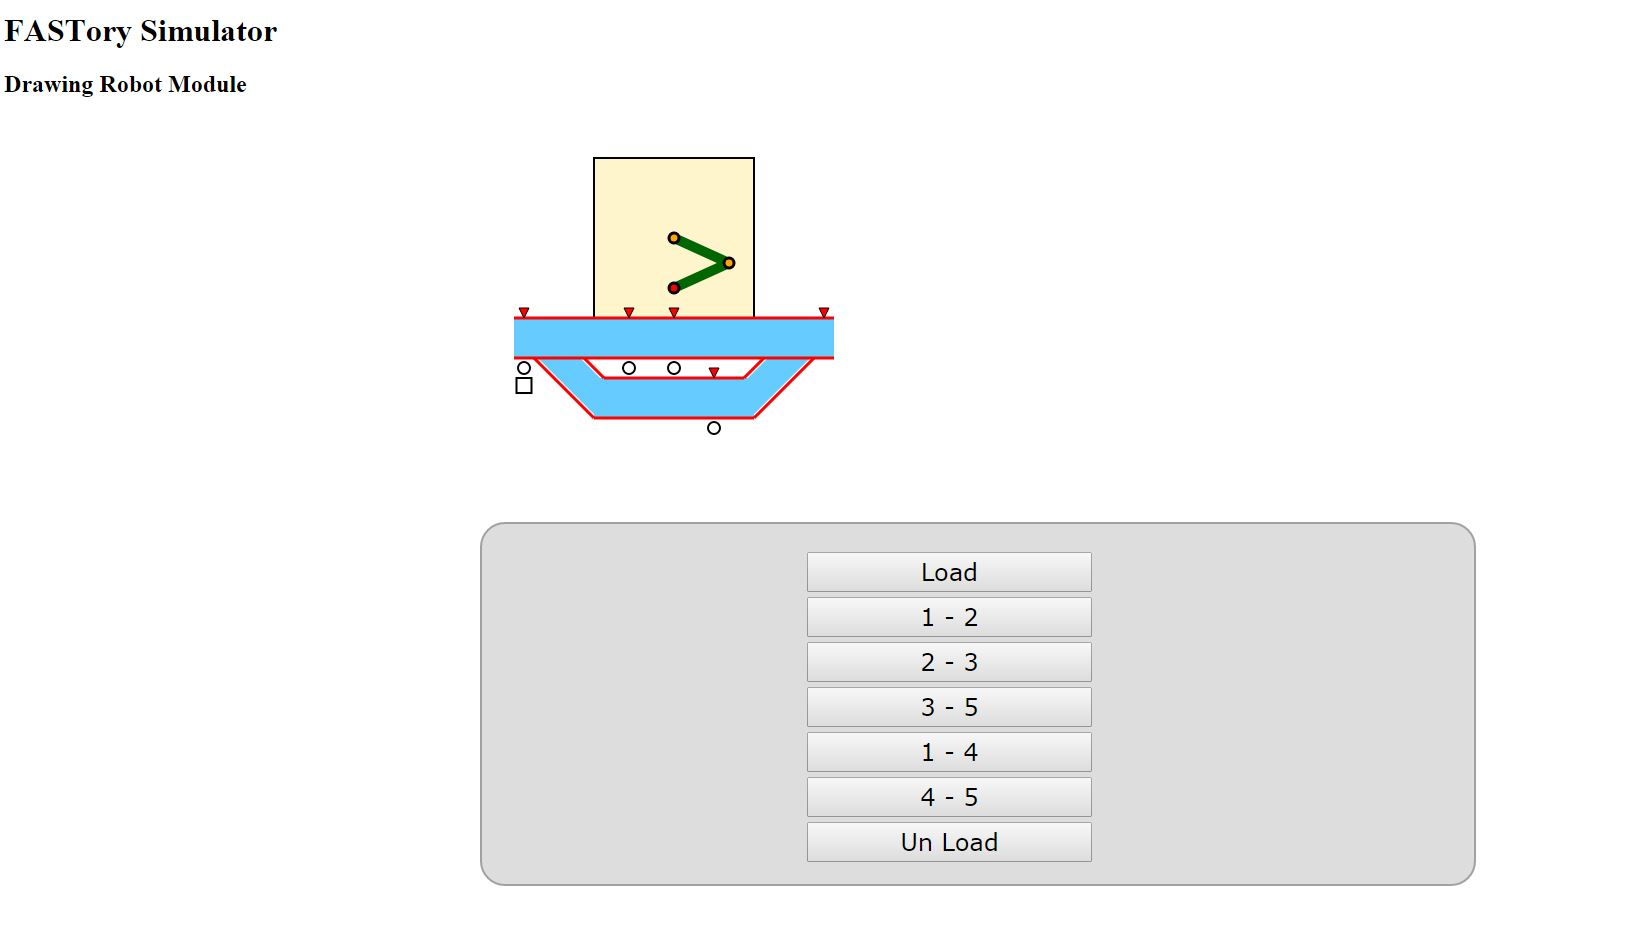 FASTory Simulator
Drawing Robot Module
Load
1 - 2
2 - 3
3 - 5
1 - 4
4 - 5
Un Load